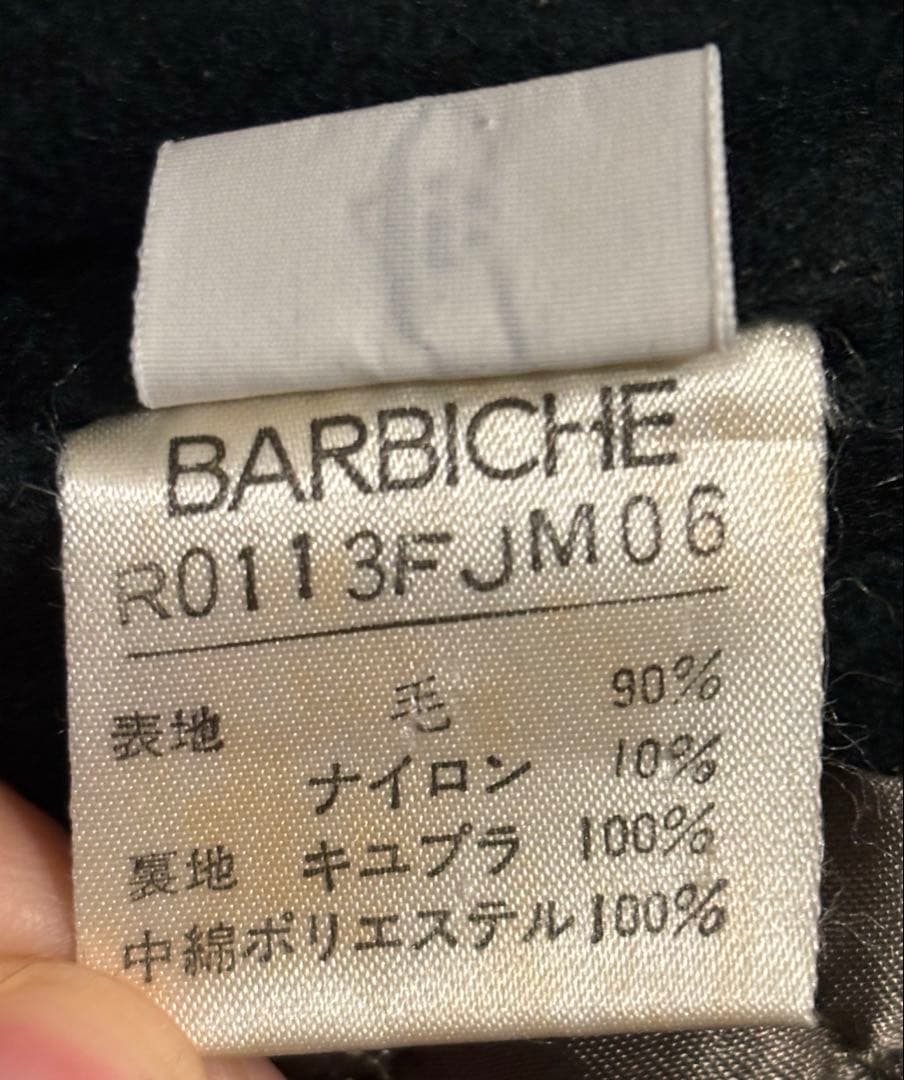 BARBICHE
R0113FJM06
表地 毛 90%
ナイロン 10%
裏地 キュプラ 100%
中綿ポリエステル100%